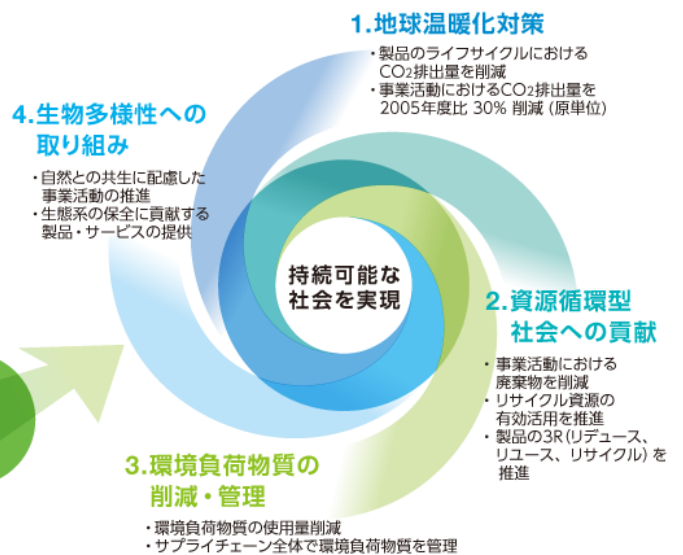 1.地球温暖化対策
・製品のライフサイクルにおける
CO2排出量を削減
・事業活動におけるCO2排出量を
2005年度比 30% 削減 (原単位)
4.生物多様性への
取り組み
・自然との共生に配慮した
事業活動の推進
・生態系の保全に貢献する
製品・サービスの提供
持続可能な
社会を実現
2.資源循環型
社会への貢献
・ 事業活動における
廃棄物を削減
・ リサイクル資源の
有効活用を推進
・ 製品の3R(リデュース、
リユース、リサイクル) を
推進
3.環境負荷物質の
削減・管理
・環境負荷物質の使用量削減
・サプライチェーン全体で環境負荷物質を管理